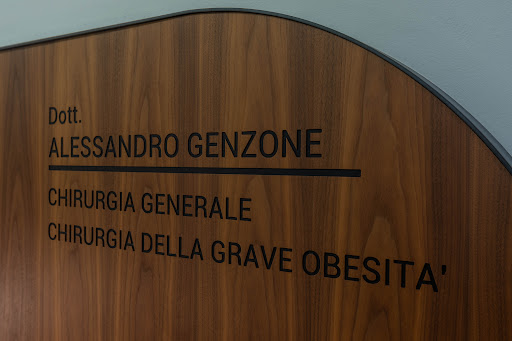 Dott.
ALESSANDRO GENZONE
CHIRURGIA GENERALE
CHIRURGIA DELLA GRAVE OBESITA'